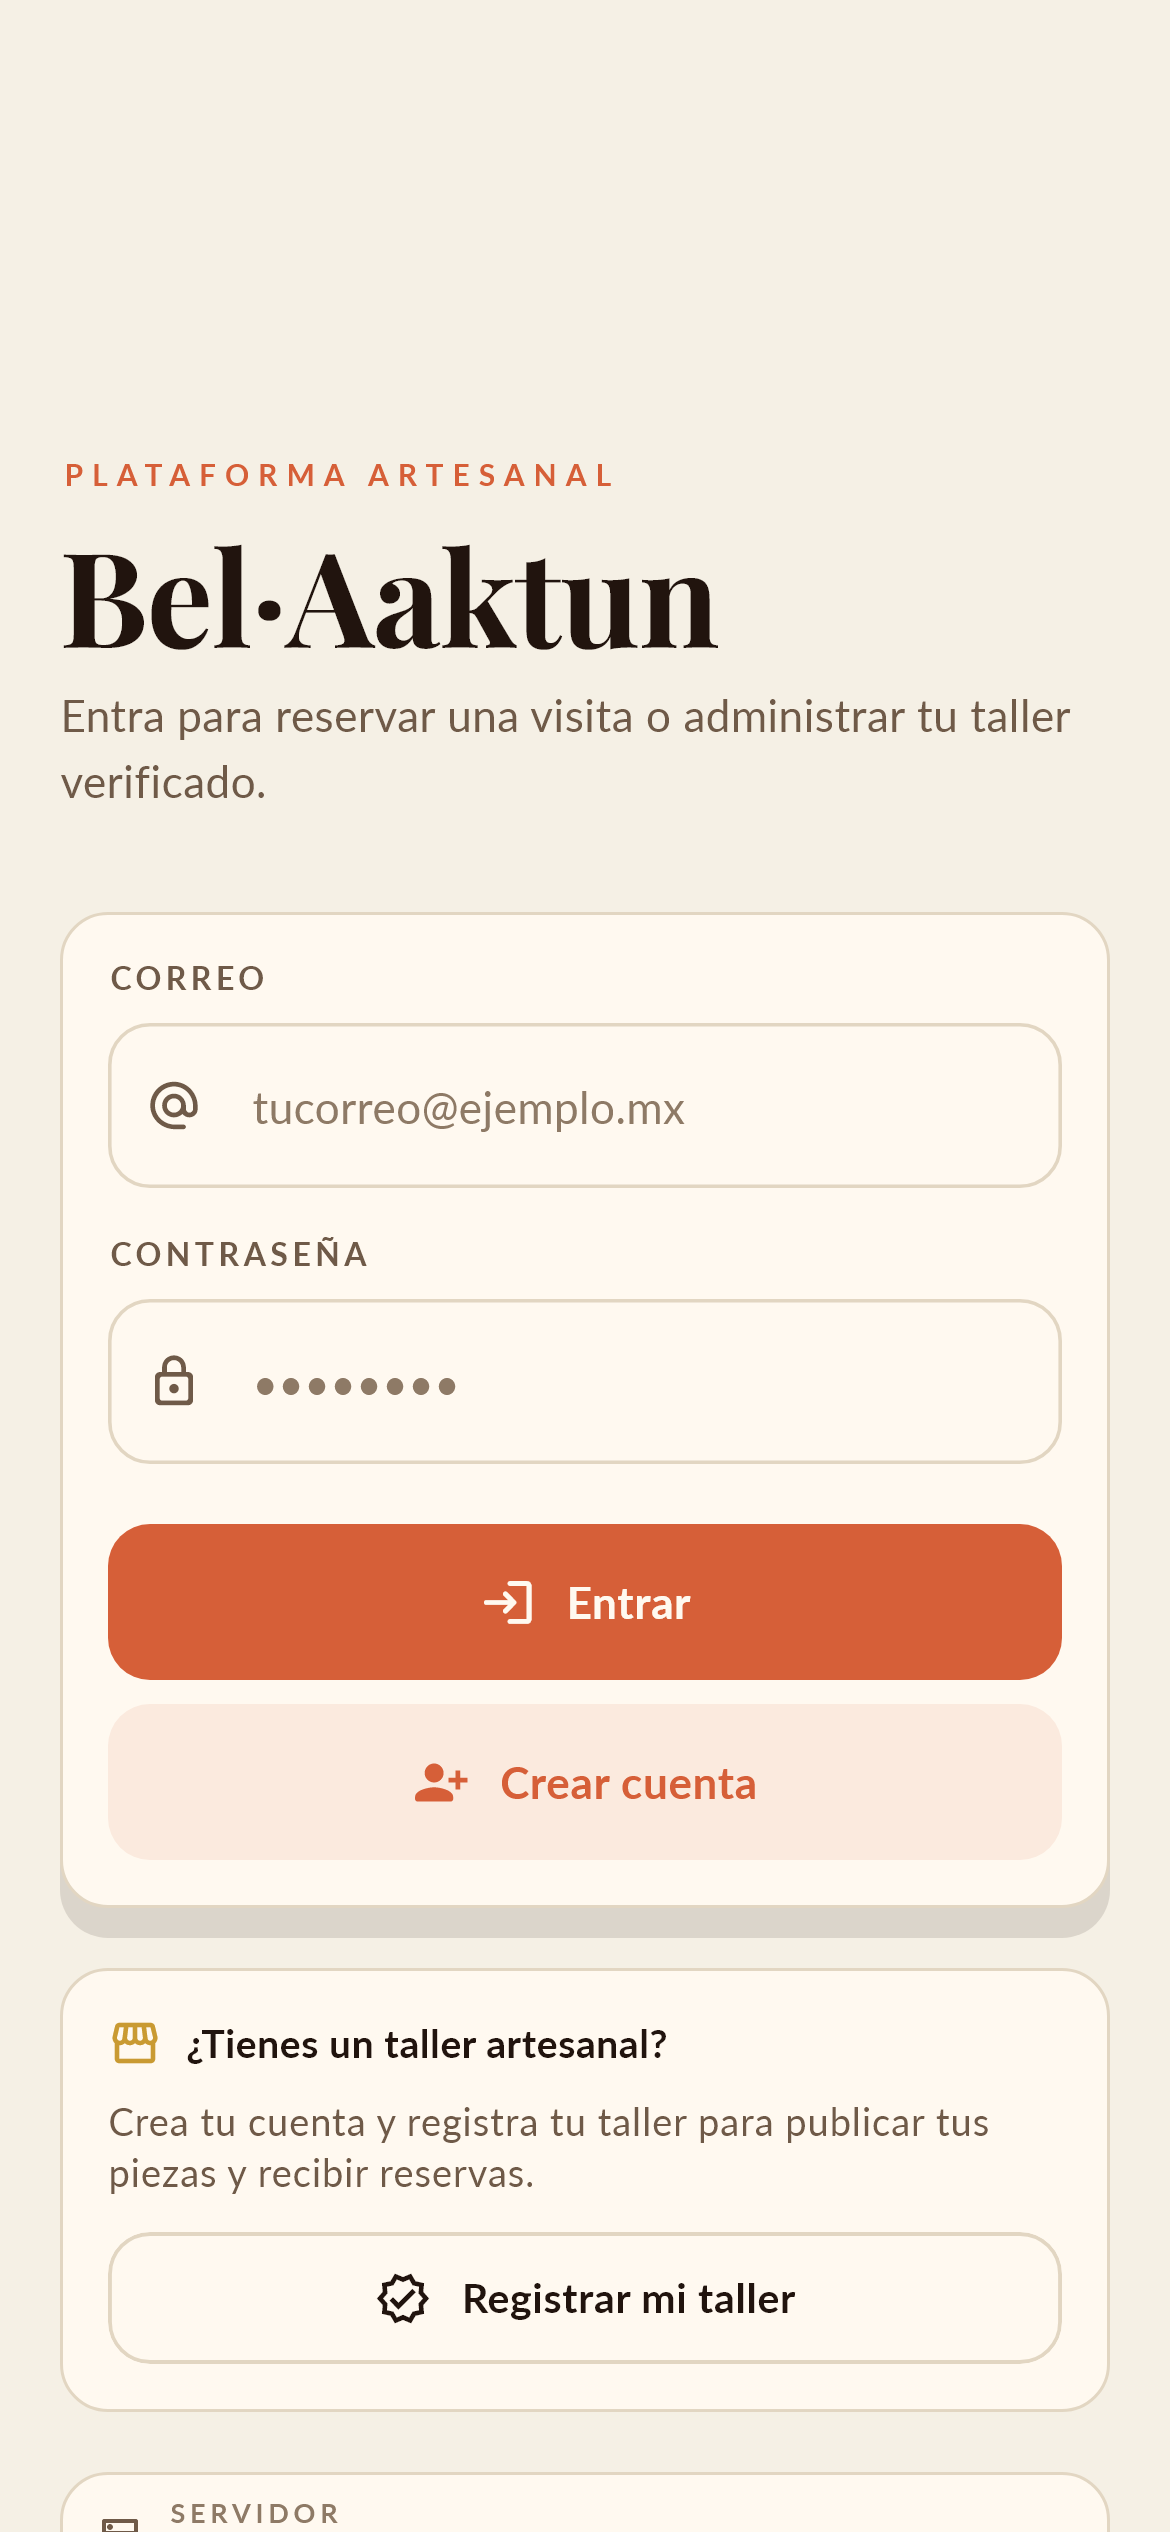 PLATAFORMA ARTESANAL
Bel·Aaktun
Entra para reservar una visita o administrar tu taller
verificado.
CORREO
tucorreo@ejemplo.mx
CONTRASEÑA
••••••••
Entrar
Crear cuenta
¿Tienes un taller artesanal?
Crea tu cuenta y registra tu taller para publicar tus
piezas y recibir reservas.
Registrar mi taller
SERVIDOR